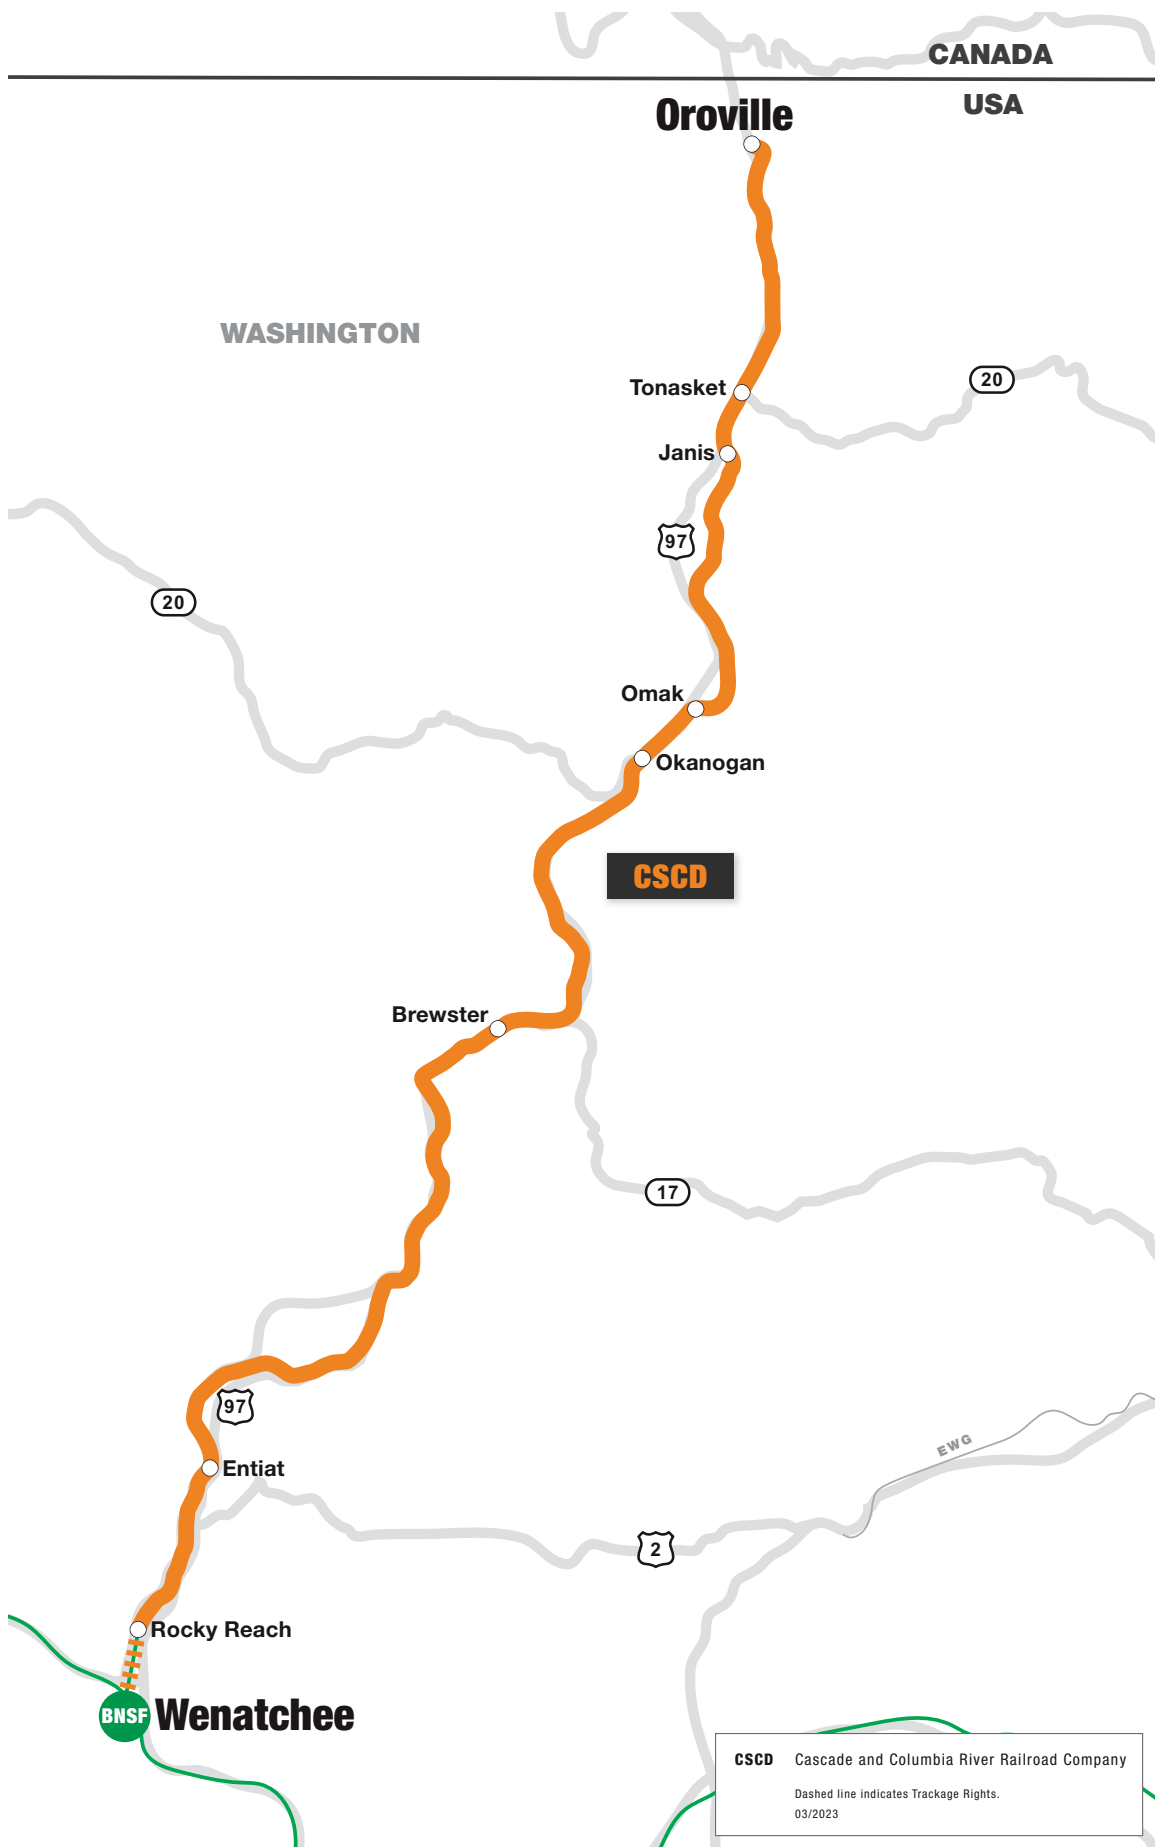 CANADA
USA
Oroville
WASHINGTON
20
Tonasket
Janis
97
20
Omak
Okanogan
CSCD
Brewster
17
97
EWG
Entiat
2
Rocky Reach
BNSF Wenatchee
CSCD Cascade and Columbia River Railroad Company
Dashed line indicates Trackage Rights.
03/2023